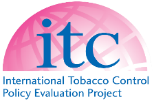 itc
International Tobacco Control
Policy Evaluation Project